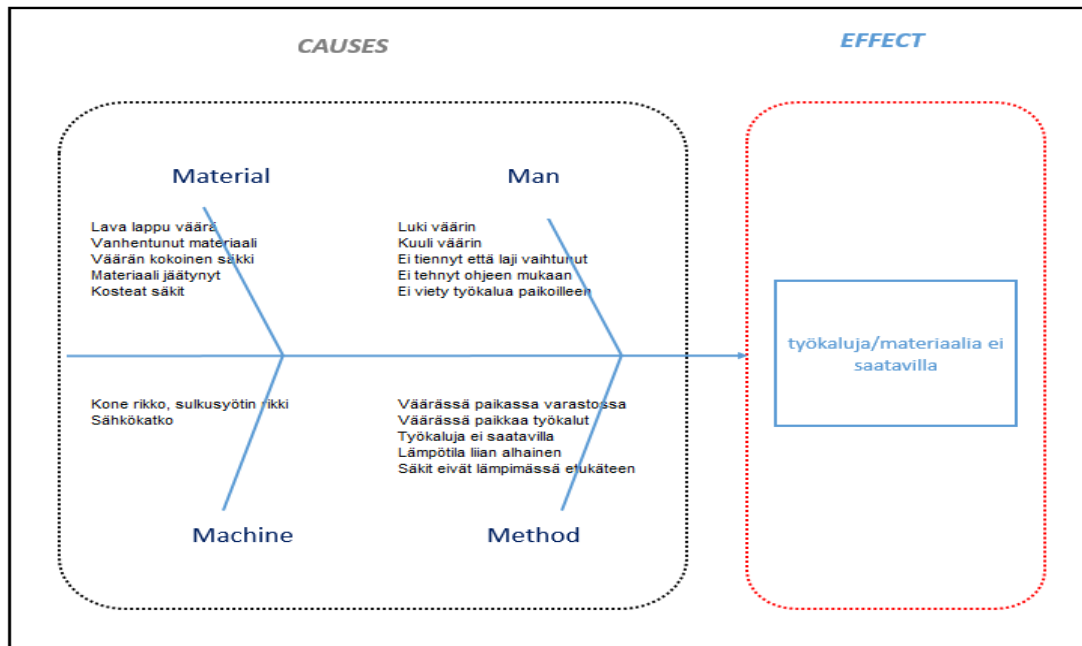 CAUSES
EFFECT
Material
Man
Lava lappu väärä
Vanhentunut materiaali
Väärän kokoinen säkki
Materiaali jäätynyt
Kosteat säkit
Luki väärin
Kuuli väärin
Ei tiennyt että laji vaihtunut
Ei tehnyt ohjeen mukaan
Ei viety työkalua paikoilleen
työkaluja/materiaalia ei
saatavilla
Kone rikko, sulkusyötin rikki
Sähkökatko
Väärässä paikassa varastossa
Väärässä paikkaa työkalut
Työkaluja ei saatavilla
Lämpötila liian alhainen
Säkit eivät lämpimässä etukäteen
Machine
Method